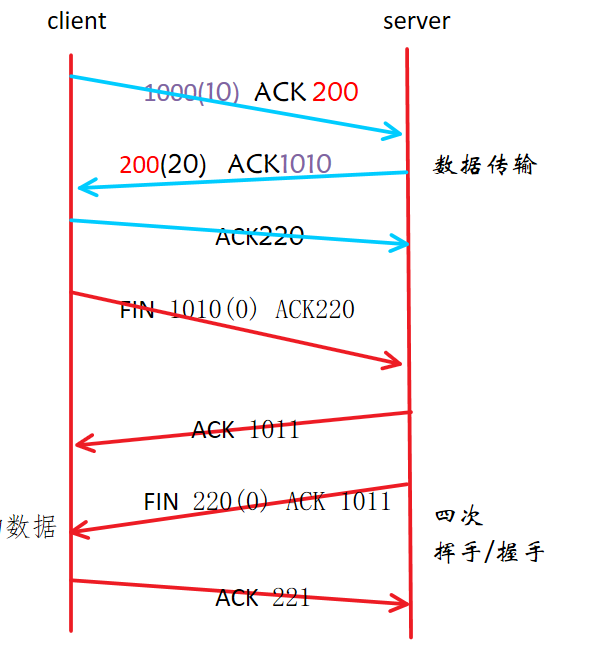 client server
1000(10) ACK 200
200(20) ACK1010
数据传输
ACK220
FIN 1010(0) ACK220
ACK 1011
FIN 220(0) ACK 1011
数据
四次
挥手/握手
ACK 221